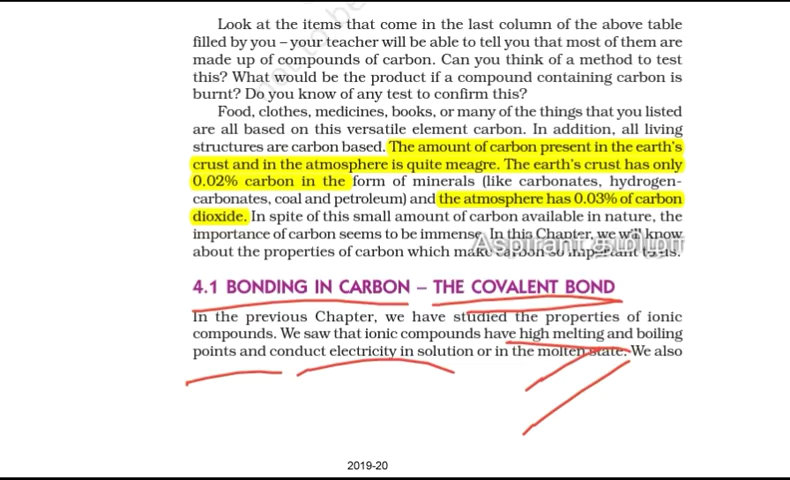 Look at the items that come in the last column of the above table
filled by you – your teacher will be able to tell you that most of them are
made up of compounds of carbon. Can you think of a method to test
this? What would be the product if a compound containing carbon is
burnt? Do you know of any test to confirm this?
Food, clothes, medicines, books, or many of the things that you listed
are all based on this versatile element carbon. In addition, all living
structures are carbon based. The amount of carbon present in the earth's
crust and in the atmosphere is quite meagre. The earth's crust has only
0.02% carbon in the form of minerals (like carbonates, hydrogen-
carbonates, coal and petroleum) and the atmosphere has 0.03% of carbon
dioxide. In spite of this small amount of carbon available in nature, the
importance of carbon seems to be immense. In this Chapter, we will know
about the properties of carbon which make carbon so important to us.
Aspirant தமிழா
4.1 BONDING IN CARBON – THE COVALENT BOND
In the previous Chapter, we have studied the properties of ionic
compounds. We saw that ionic compounds have high melting and boiling
points and conduct electricity in solution or in the molten state. We also
2019-20